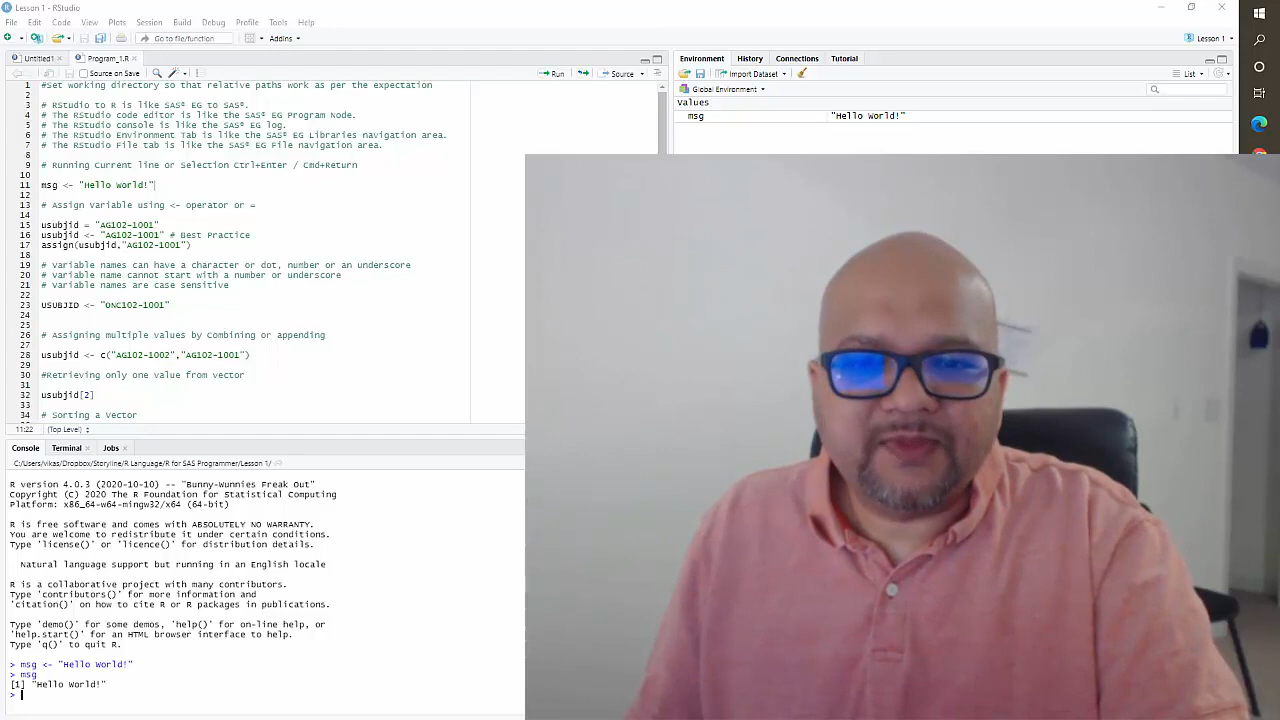 Lesson 1 - RStudio
File Edit Code View Plots Session Build Debug Profile Tools Help
Go to file/function Addins Lesson 1
Untitled1 Program_1.R
Source on Save Run Source
1 #Set working directory so that relative paths work as per the expectation
2
3 # RStudio to R is like SAS® EG to SAS®.
4 # The RStudio code editor is like the SAS® EG Program Node.
5 # The RStudio console is like the SAS® EG log.
6 # The RStudio Environment Tab is like the SAS® EG Libraries navigation area.
7 # The RStudio File tab is like the SAS® EG File navigation area.
8
9 # Running Current line or Selection Ctrl+Enter / Cmd+Return
10
11 msg <- "Hello World!"
12
13 # Assign variable using <- operator or =
14
15 usubjid = "AG102-1001"
16 usubjid <- "AG102-1001" # Best Practice
17 assign(usubjid,"AG102-1001")
18
19 # Variable names can have a character or dot, number or an underscore
20 # Variable name cannot start with a number or underscore
21 # Variable names are case sensitive
22
23 USUBJID <- "ONC102-1001"
24
25
26 # Assigning multiple values by Combining or appending
27
28 usubjid <- c("AG102-1002","AG102-1001")
29
30 #Retrieving only one value from vector
31
32 usubjid[2]
33
34 # Sorting a Vector
11:22 (Top Level)
Console Terminal Jobs
C:/Users/vikas/Dropbox/Storyline/R Language/R for SAS Programmer/Lesson 1/
R version 4.0.3 (2020-10-10) -- "Bunny-Wunnies Freak Out"
Copyright (C) 2020 The R Foundation for Statistical Computing
Platform: x86_64-w64-mingw32/x64 (64-bit)
R is free software and comes with ABSOLUTELY NO WARRANTY.
You are welcome to redistribute it under certain conditions.
Type 'license()' or 'licence()' for distribution details.
Natural language support but running in an English locale
R is a collaborative project with many contributors.
Type 'contributors()' for more information and
'citation()' on how to cite R or R packages in publications.
Type 'demo()' for some demos, 'help()' for on-line help, or
'help.start()' for an HTML browser interface to help.
Type 'q()' to quit R.
> msg <- "Hello World!"
> msg
[1] "Hello World!"
>
Environment History Connections Tutorial
Import Dataset List
Global Environment
Values
msg "Hello World!"